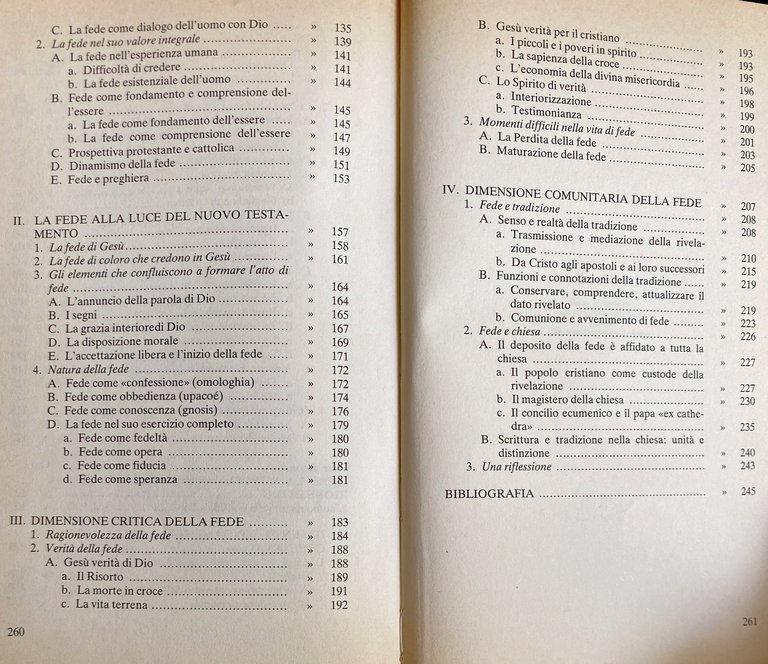 C. La fede come dialogo dell'uomo con Dio ..... » 135
2. La fede nel suo valore integrale ..................... » 139
A. La fede nell'esperienza umana ................ » 141
a. Difficoltà di credere ............................ » 141
b. La fede esistenziale dell'uomo ............. » 144
B. Fede come fondamento e comprensione del-
l'essere ................................................ » 145
a. La fede come fondamento dell'essere .... » 145
b. La fede come comprensione dell'essere » 147
C. Prospettiva protestante e cattolica ............ » 149
D. Dinamismo della fede ............................ » 151
E. Fede e preghiera .................................... » 153
II. LA FEDE ALLA LUCE DEL NUOVO TESTA-
MENTO ................................................ » 157
1. La fede di Gesù........................................ » 158
2. La fede di coloro che credono in Gesù ........... » 161
3. Gli elementi che confluiscono a formare l'atto di
fede ...................................................... » 164
A. L'annuncio della parola di Dio ................ » 164
B. I segni ................................................ » 165
C. La grazia interioredi Dio ........................ » 167
D. La disposizione morale .......................... » 169
E. L'accettazione libera e l'inizio della fede .... » 171
4. Natura della fede .................................... » 172
A. Fede come «confessione» (omologhia) ...... » 172
B. Fede come obbedienza (upacoé) .............. » 174
C. Fede come conoscenza (gnosis) ................ » 176
D. La fede nel suo esercizio completo ............ » 179
a. Fede come fedeltà ................................ » 180
b. Fede come opera ................................ » 180
c. Fede come fiducia ................................ » 181
d. Fede come speranza ............................ » 181
III. DIMENSIONE CRITICA DELLA FEDE .......... » 183
1. Ragionevolezza della fede .......................... » 184
2. Verità della fede ...................................... » 188
A. Gesù verità di Dio ................................ » 188
a. Il Risorto .......................................... » 189
b. La morte in croce ................................ » 191
c. La vita terrena .................................... » 192
260
B. Gesù verità per il cristiano ...................... » 193
a. I piccoli e i poveri in spirito .................. » 193
b. La sapienza della croce ........................ » 195
c. L'economia della divina misericordia ...... » 196
C. Lo Spirito di verità ................................ » 198
a. Interiorizzazione ................................ » 199
b. Testimonianza .................................... » 200
3. Momenti difficili nella vita di fede ................ » 201
A. La Perdita della fede .............................. » 203
B. Maturazione della fede .......................... » 205
IV. DIMENSIONE COMUNITARIA DELLA FEDE » 207
1. Fede e tradizione ...................................... » 208
A. Senso e realtà della tradizione .................. » 208
a. Trasmissione e mediazione della rivela-
zione ................................................ » 210
b. Da Cristo agli apostoli e ai loro successori » 215
B. Funzioni e connotazioni della tradizione ...... » 219
a. Conservare, comprendere, attualizzare il
dato rivelato ...................................... » 219
b. Comunione e avvenimento di fede .......... » 223
2. Fede e chiesa .......................................... » 226
A. Il deposito della fede è affidato a tutta la
chiesa .................................................. » 227
a. Il popolo cristiano come custode della
rivelazione ........................................ » 227
b. Il magistero della chiesa ...................... » 230
c. Il concilio ecumenico e il papa «ex cathe-
dra» ................................................ » 235
B. Scrittura e tradizione nella chiesa: unità e
distinzione ............................................ » 240
3. Una riflessione ........................................ » 243
BIBLIOGRAFIA .......................................... » 245
261